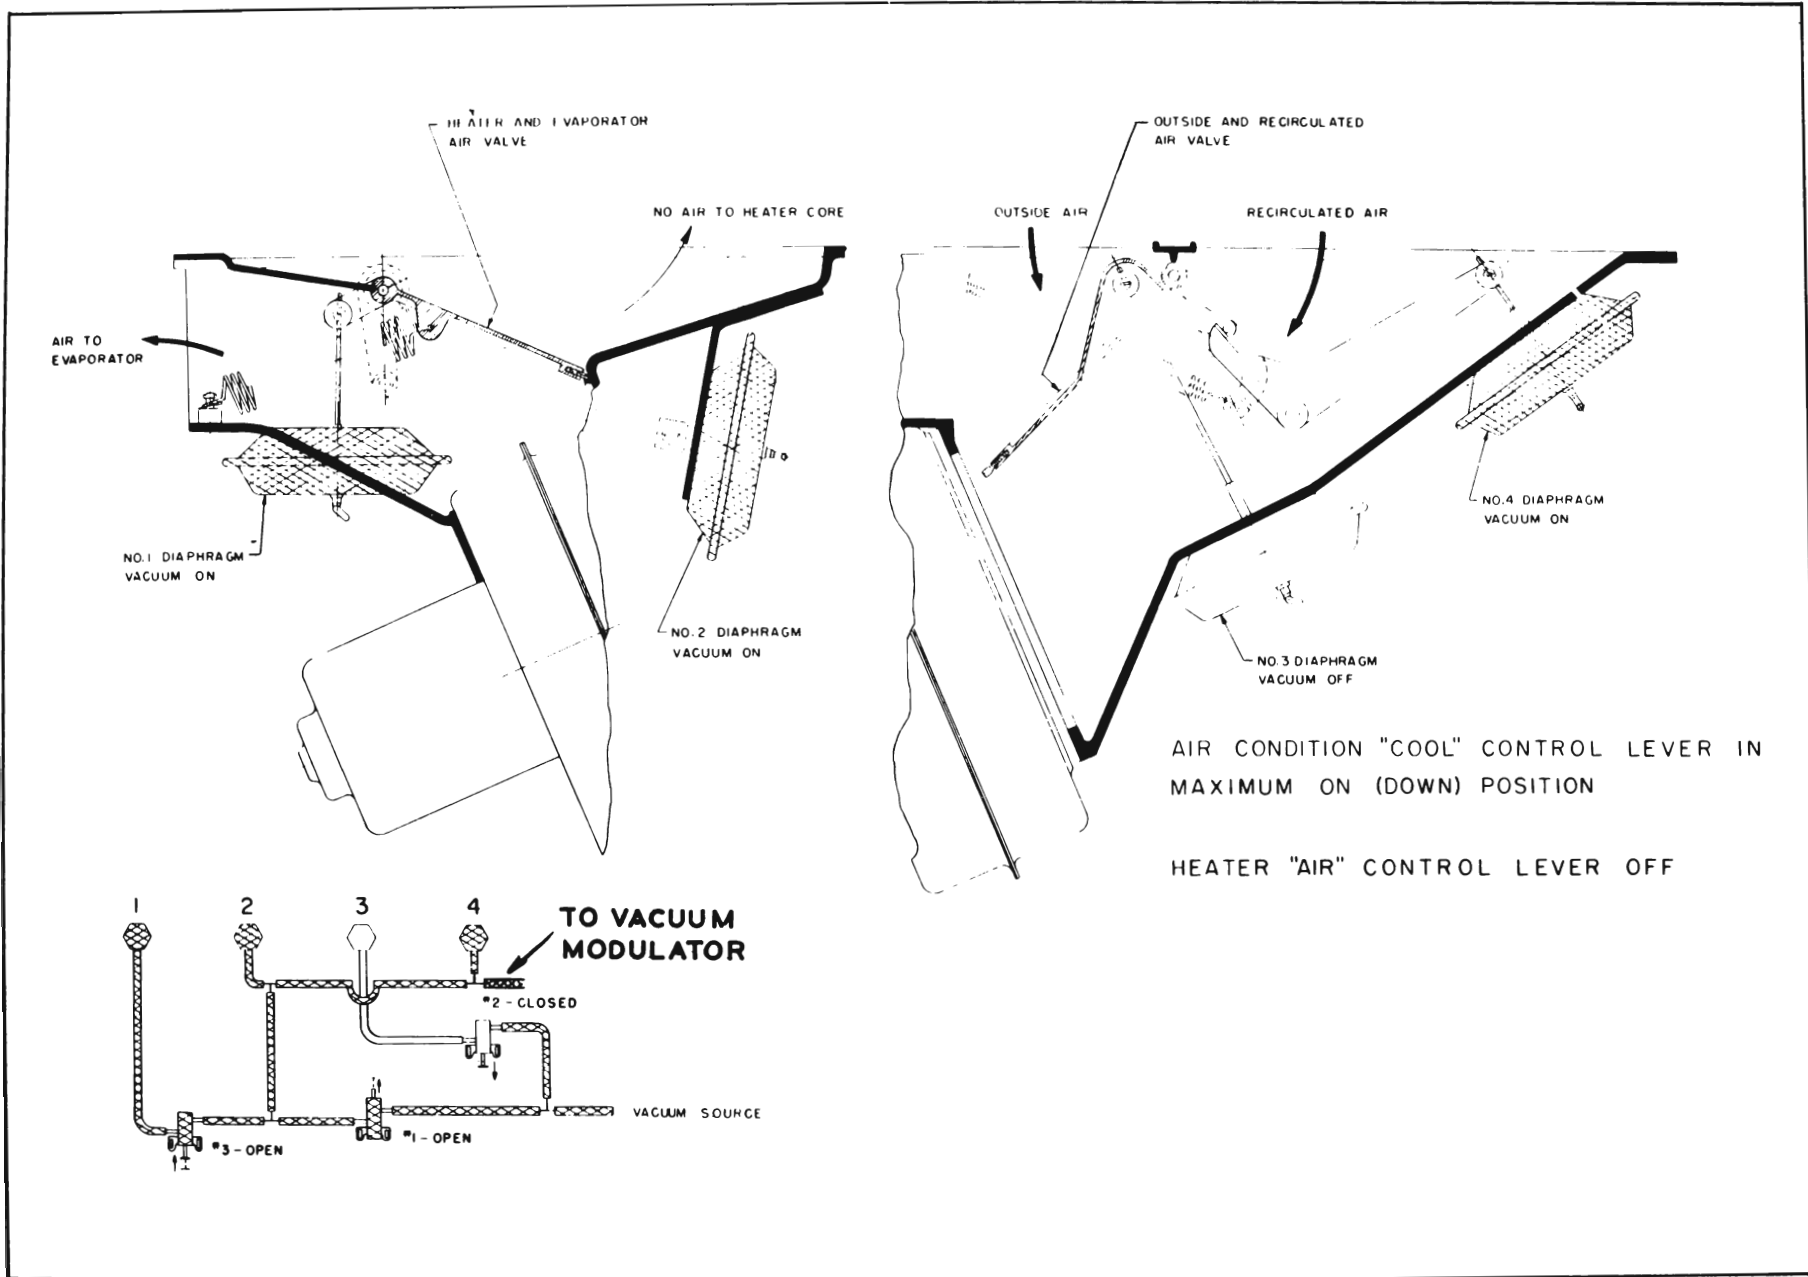 HEATER AND EVAPORATOR
AIR VALVE
OUTSIDE AND RECIRCULATED
AIR VALVE
NO AIR TO HEATER CORE
OUTSIDE AIR
RECIRCULATED AIR
AIR TO
EVAPORATOR
NO.1 DIAPHRAGM
VACUUM ON
NO.2 DIAPHRAGM
VACUUM ON
NO.4 DIAPHRAGM
VACUUM ON
NO.3 DIAPHRAGM
VACUUM OFF
AIR CONDITION "COOL" CONTROL LEVER IN
MAXIMUM ON (DOWN) POSITION
HEATER "AIR" CONTROL LEVER OFF
1 2 3 4
TO VACUUM
MODULATOR
#2-CLOSED
VACUUM SOURCE
#1-OPEN
#3-OPEN